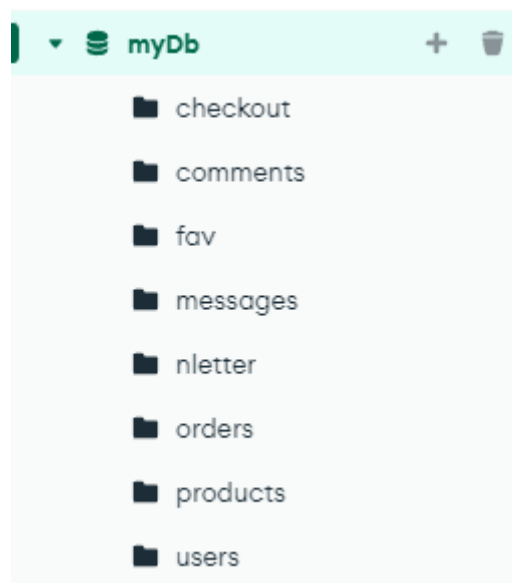 myDb
checkout
comments
fav
messages
nletter
orders
products
users